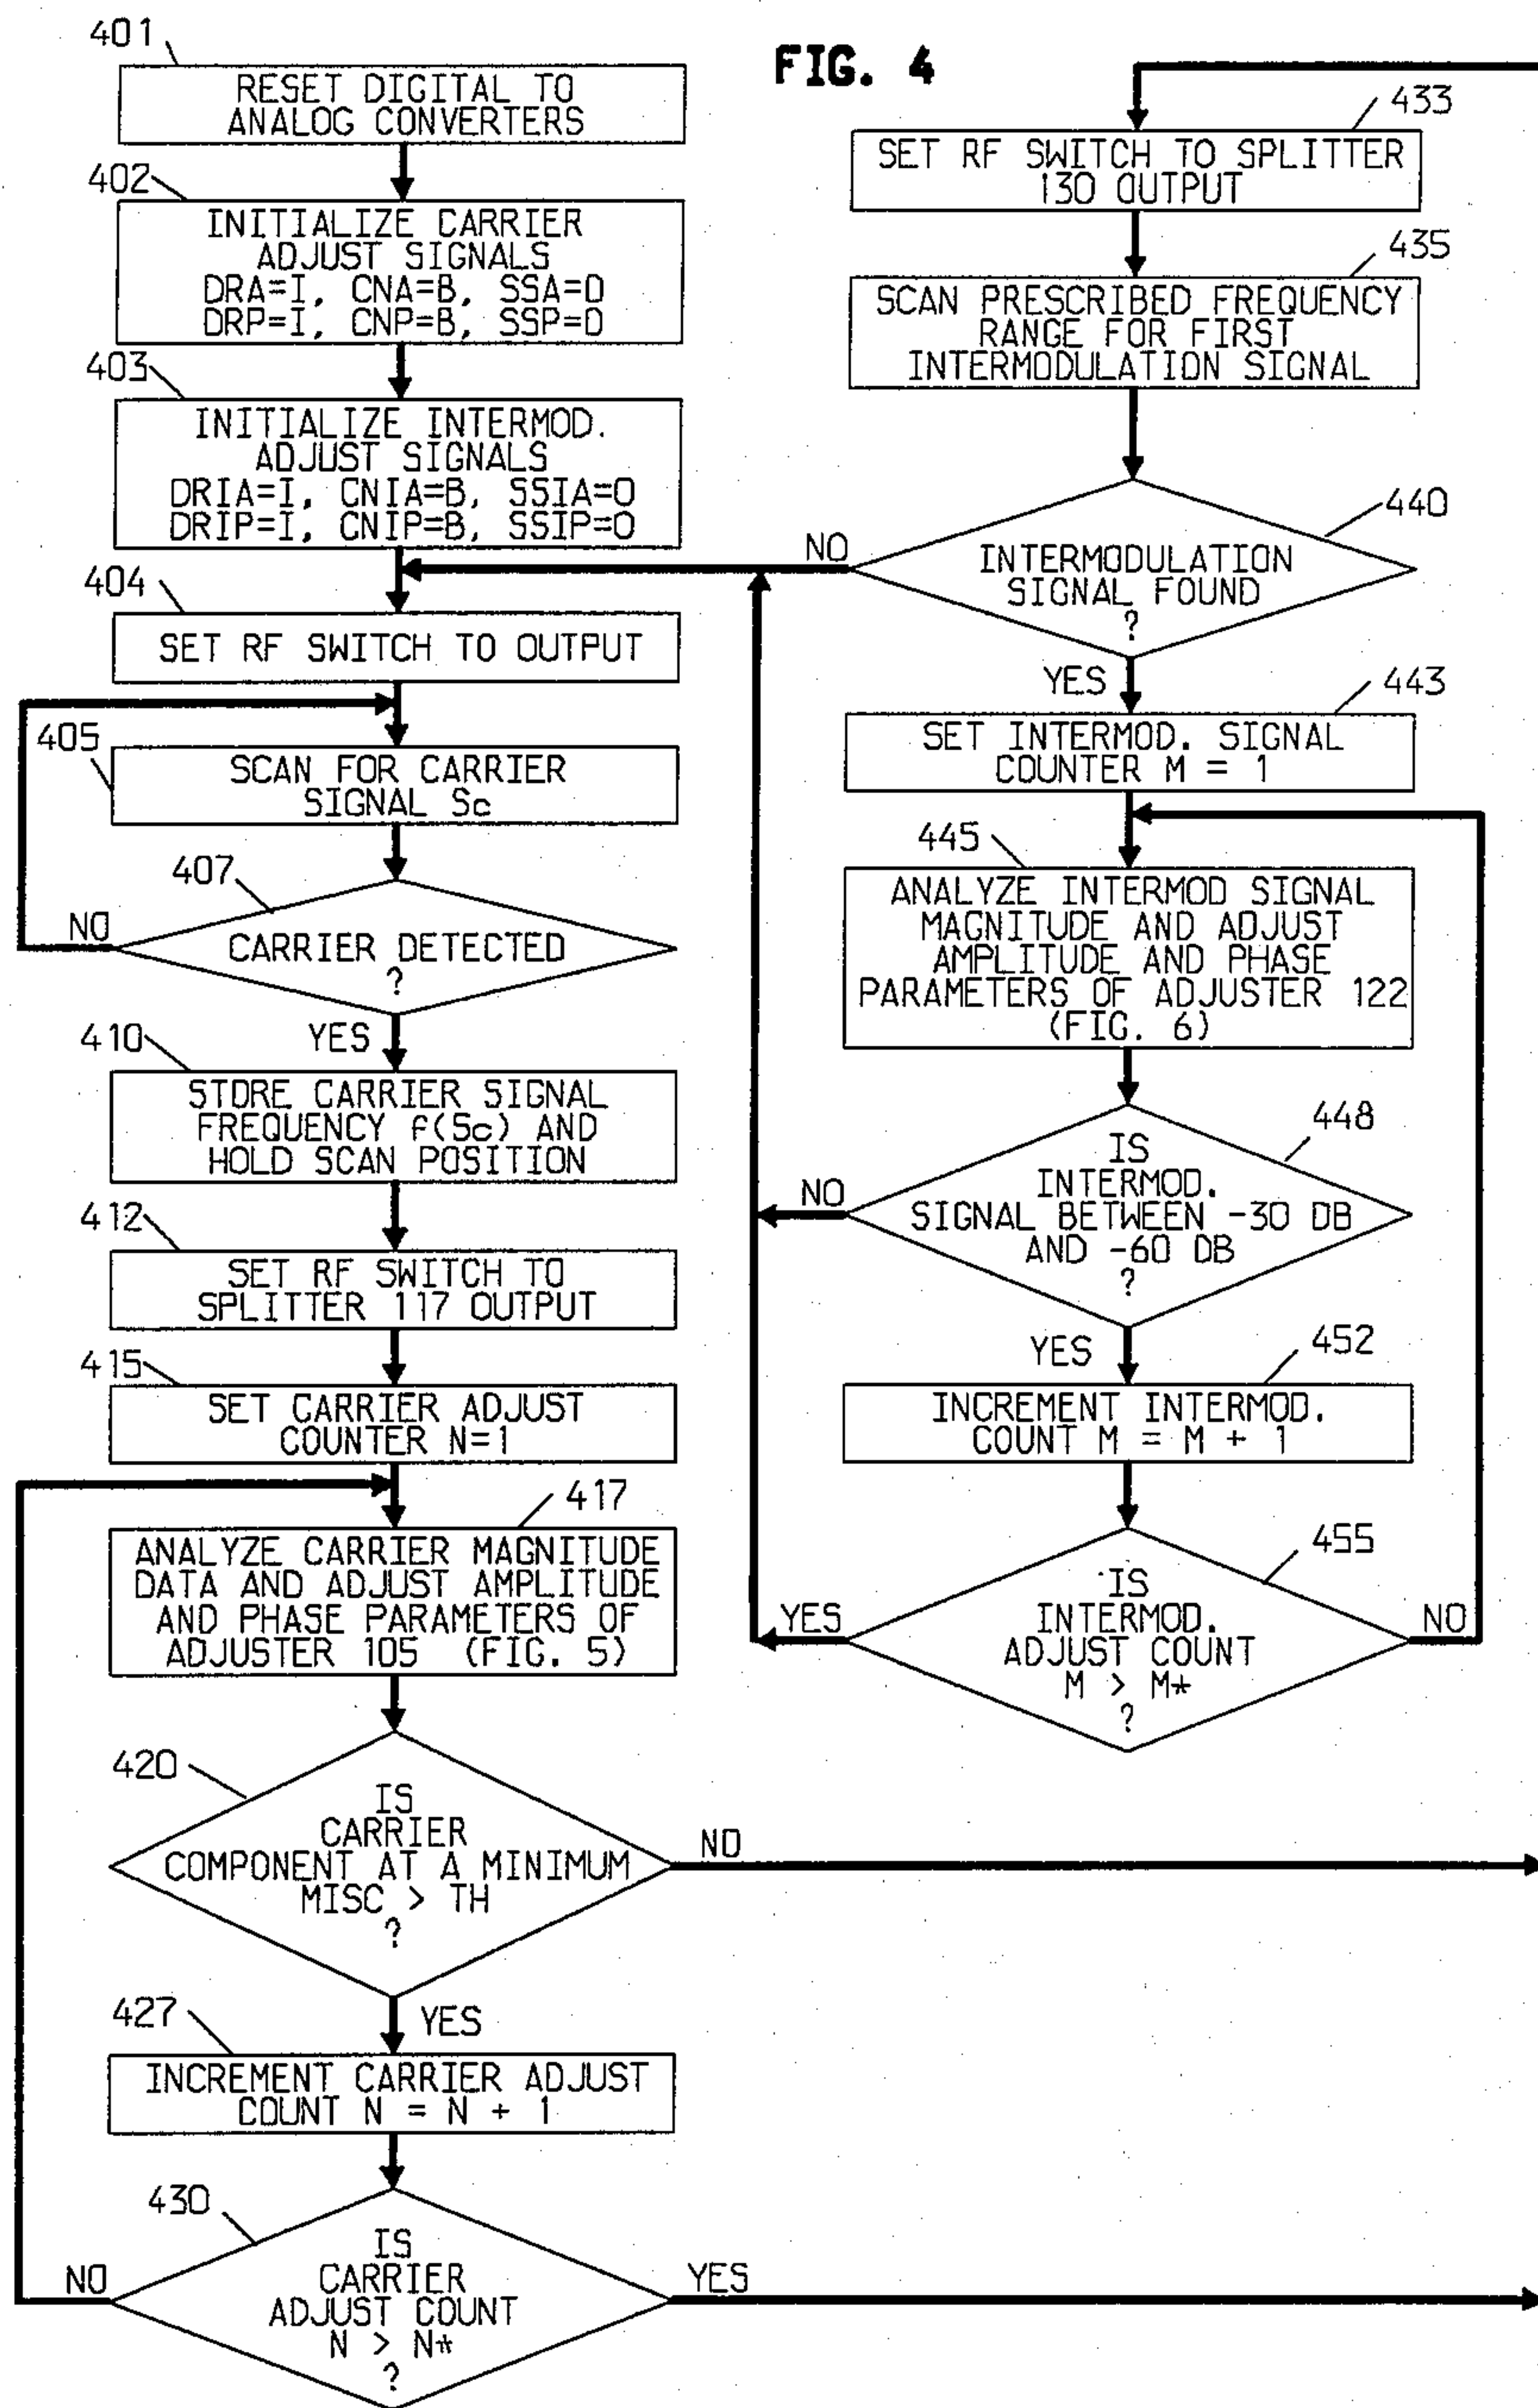 FIG. 4
401
RESET DIGITAL TO
ANALOG CONVERTERS
402
INITIALIZE CARRIER
ADJUST SIGNALS
DRA=I, CNA=B, SSA=0
DRP=I, CNP=B, SSP=0
403
INITIALIZE INTERMOD.
ADJUST SIGNALS
DRIA=I, CNIA=B, SSIA=0
DRIP=I, CNIP=B, SSIP=0
404
SET RF SWITCH TO OUTPUT
405
SCAN FOR CARRIER
SIGNAL Sc
407
CARRIER DETECTED
?
NO
YES
410
STORE CARRIER SIGNAL
FREQUENCY f(Sc) AND
HOLD SCAN POSITION
412
SET RF SWITCH TO
SPLITTER 117 OUTPUT
415
SET CARRIER ADJUST
COUNTER N=1
417
ANALYZE CARRIER MAGNITUDE
DATA AND ADJUST AMPLITUDE
AND PHASE PARAMETERS OF
ADJUSTER 105 (FIG. 5)
420
IS
CARRIER
COMPONENT AT A MINIMUM
MISC > TH
?
NO
YES
427
INCREMENT CARRIER ADJUST
COUNT N = N + 1
430
IS
CARRIER
ADJUST COUNT
N > N*
?
NO
YES
433
SET RF SWITCH TO SPLITTER
130 OUTPUT
435
SCAN PRESCRIBED FREQUENCY
RANGE FOR FIRST
INTERMODULATION SIGNAL
440
INTERMODULATION
SIGNAL FOUND
?
NO
YES
443
SET INTERMOD. SIGNAL
COUNTER M = 1
445
ANALYZE INTERMOD SIGNAL
MAGNITUDE AND ADJUST
AMPLITUDE AND PHASE
PARAMETERS OF ADJUSTER 122
(FIG. 6)
448
IS
INTERMOD.
SIGNAL BETWEEN -30 DB
AND -60 DB
?
NO
YES
452
INCREMENT INTERMOD.
COUNT M = M + 1
455
IS
INTERMOD.
ADJUST COUNT
M > M*
?
YES
NO